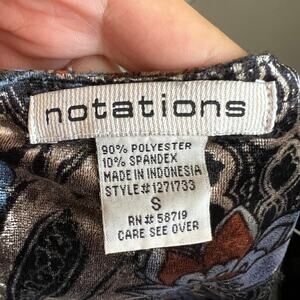 notations
90% POLYESTER
10% SPANDEX
MADE IN INDONESIA
STYLE#1271733
S
RN# 58719
CARE SEE OVER